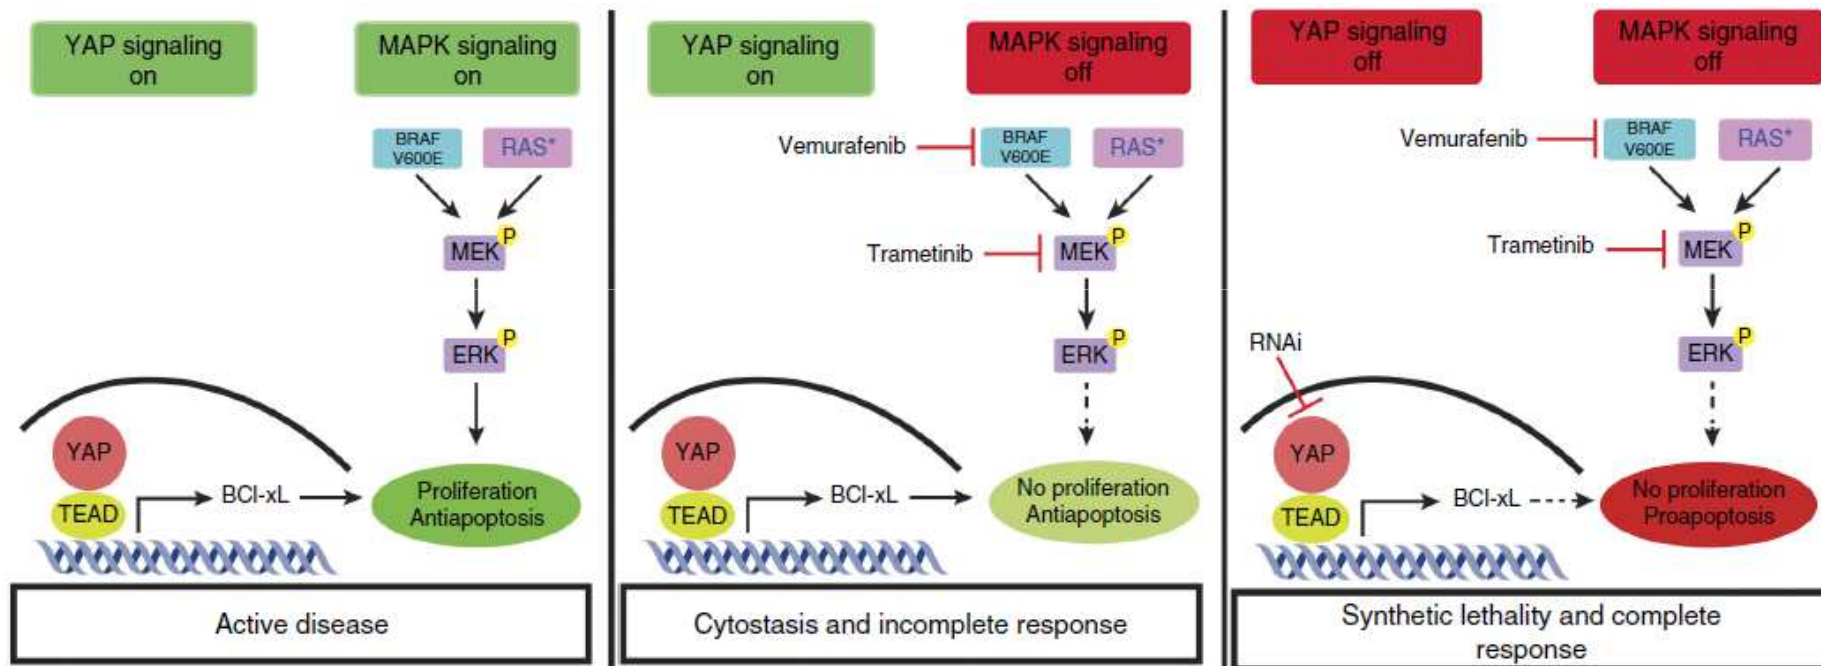 YAP signaling
on
MAPK signaling
on
BRAF
V600E
RAS*
MEK
P
ERK
P
YAP
TEAD
BCl-xL
Proliferation
Antiapoptosis
Active disease
YAP signaling
on
MAPK signaling
off
Vemurafenib
BRAF
V600E
RAS*
Trametinib
MEK
P
ERK
P
YAP
TEAD
BCl-xL
No proliferation
Antiapoptosis
Cytostasis and incomplete response
YAP signaling
off
MAPK signaling
off
Vemurafenib
BRAF
V600E
RAS*
Trametinib
MEK
P
RNAi
ERK
P
YAP
TEAD
BCl-xL
No proliferation
Proapoptosis
Synthetic lethality and complete
response